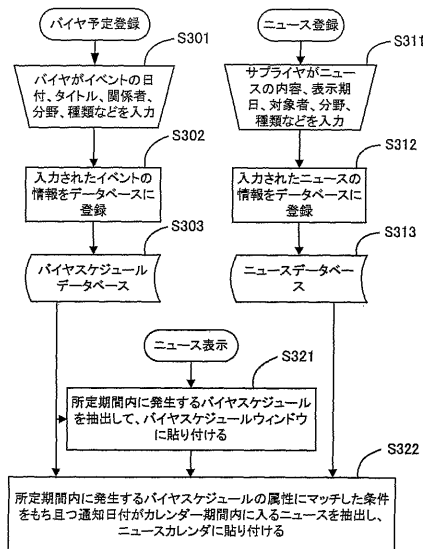 バイヤ予定登録
S301
バイヤがイベントの日
付、タイトル、関係者、
分野、種類などを入力
S302
入力されたイベントの
情報をデータベースに
登録
S303
バイヤスケジュール
データベース
ニュース登録
S311
サプライヤがニュー
スの内容、表示期
日、対象者、分野、
種類などを入力
S312
入力されたニュースの
情報をデータベースに
登録
S313
ニュースデータベー
ス
ニュース表示
S321
所定期間内に発生するバイヤスケジュール
を抽出して、バイヤスケジュールウィンドウ
に貼り付ける
S322
所定期間内に発生するバイヤスケジュールの属性にマッチした条件
をもち且つ通知日付がカレンダー期間内に入るニュースを抽出し、
ニュースカレンダに貼り付ける